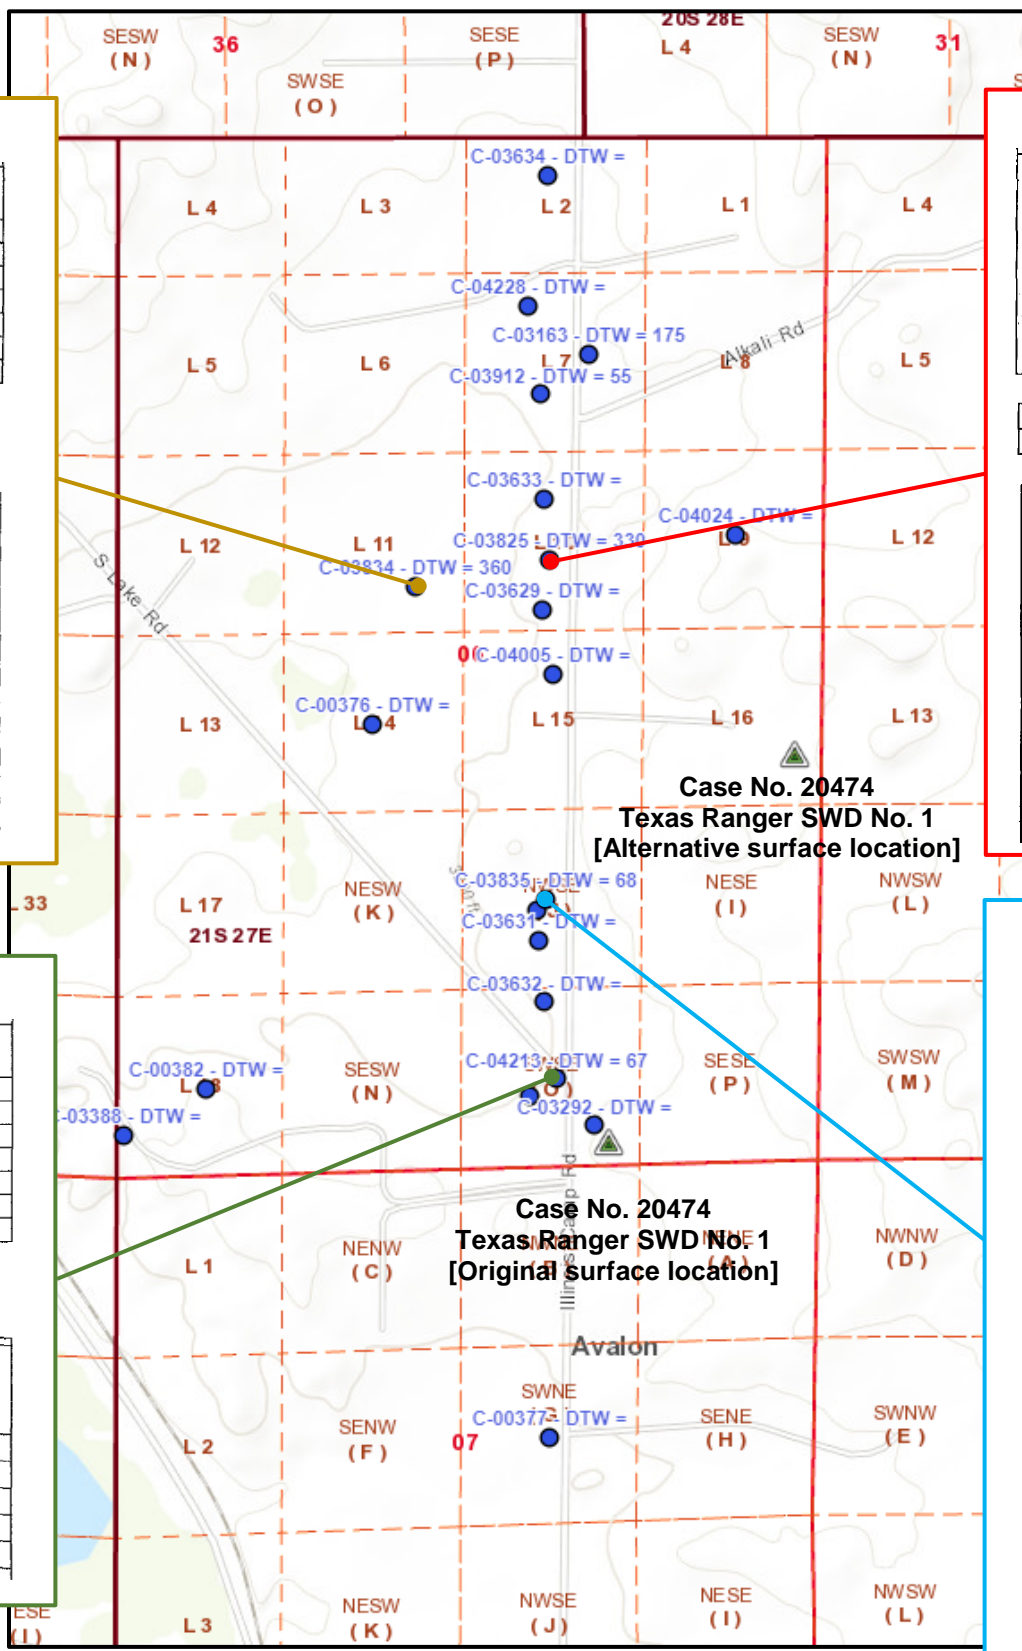 20S 28E
SESW
(N)
36
SESE
(P)
L 4
SESW
(N)
31
SWSE
(O)
C-03634 - DTW =
L 4
L 3
L 2
L 1
L 4
C-04228 - DTW =
C-03163 - DTW = 175
Alkali Rd
L 5
L 6
L 7
L 8
L 5
C-03912 - DTW = 55
C-03633 - DTW =
C-04024 - DTW =
L 12
L 11
C-03825 - DTW = 330
L 12
S Lake Rd
C-03834 - DTW = 360
C-03629 - DTW =
C-04005 - DTW =
C-00376 - DTW =
L 13
L 15
L 16
L 13
Case No. 20474
Texas Ranger SWD No. 1
[Alternative surface location]
C-03835 - DTW = 68
NESW
(K)
NESE
(I)
NWSW
(L)
L 33
L 17
C-03631 - DTW =
21S 27E
C-03632 - DTW =
C-04213 - DTW = 67
C-00382 - DTW =
SESW
(N)
SESE
(P)
SWSW
(M)
C-03292 - DTW =
-03388 - DTW =
Illinois Camp Rd
Case No. 20474
Texas Ranger SWD No. 1
[Original surface location]
L 1
NENW
(C)
(A)
NWNW
(D)
Avalon
SWNE
C-00377 - DTW =
L 2
SENW
(F)
07
SENE
(H)
SWNW
(E)
ESE
(I)
L 3
NESW
(K)
NWSE
(J)
NESE
(I)
NWSW
(L)